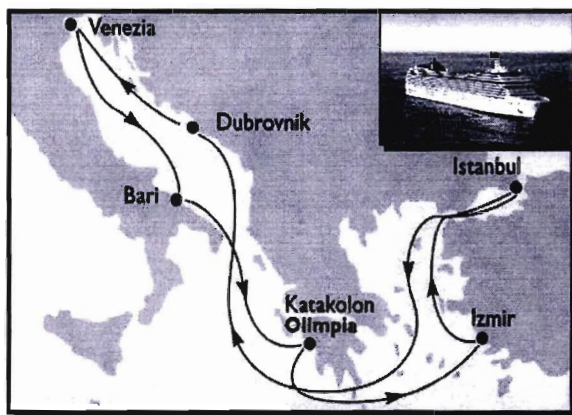 Venezia
Dubrovnik
Istanbul
Bari
Katakolon
Olimpia
Izmir